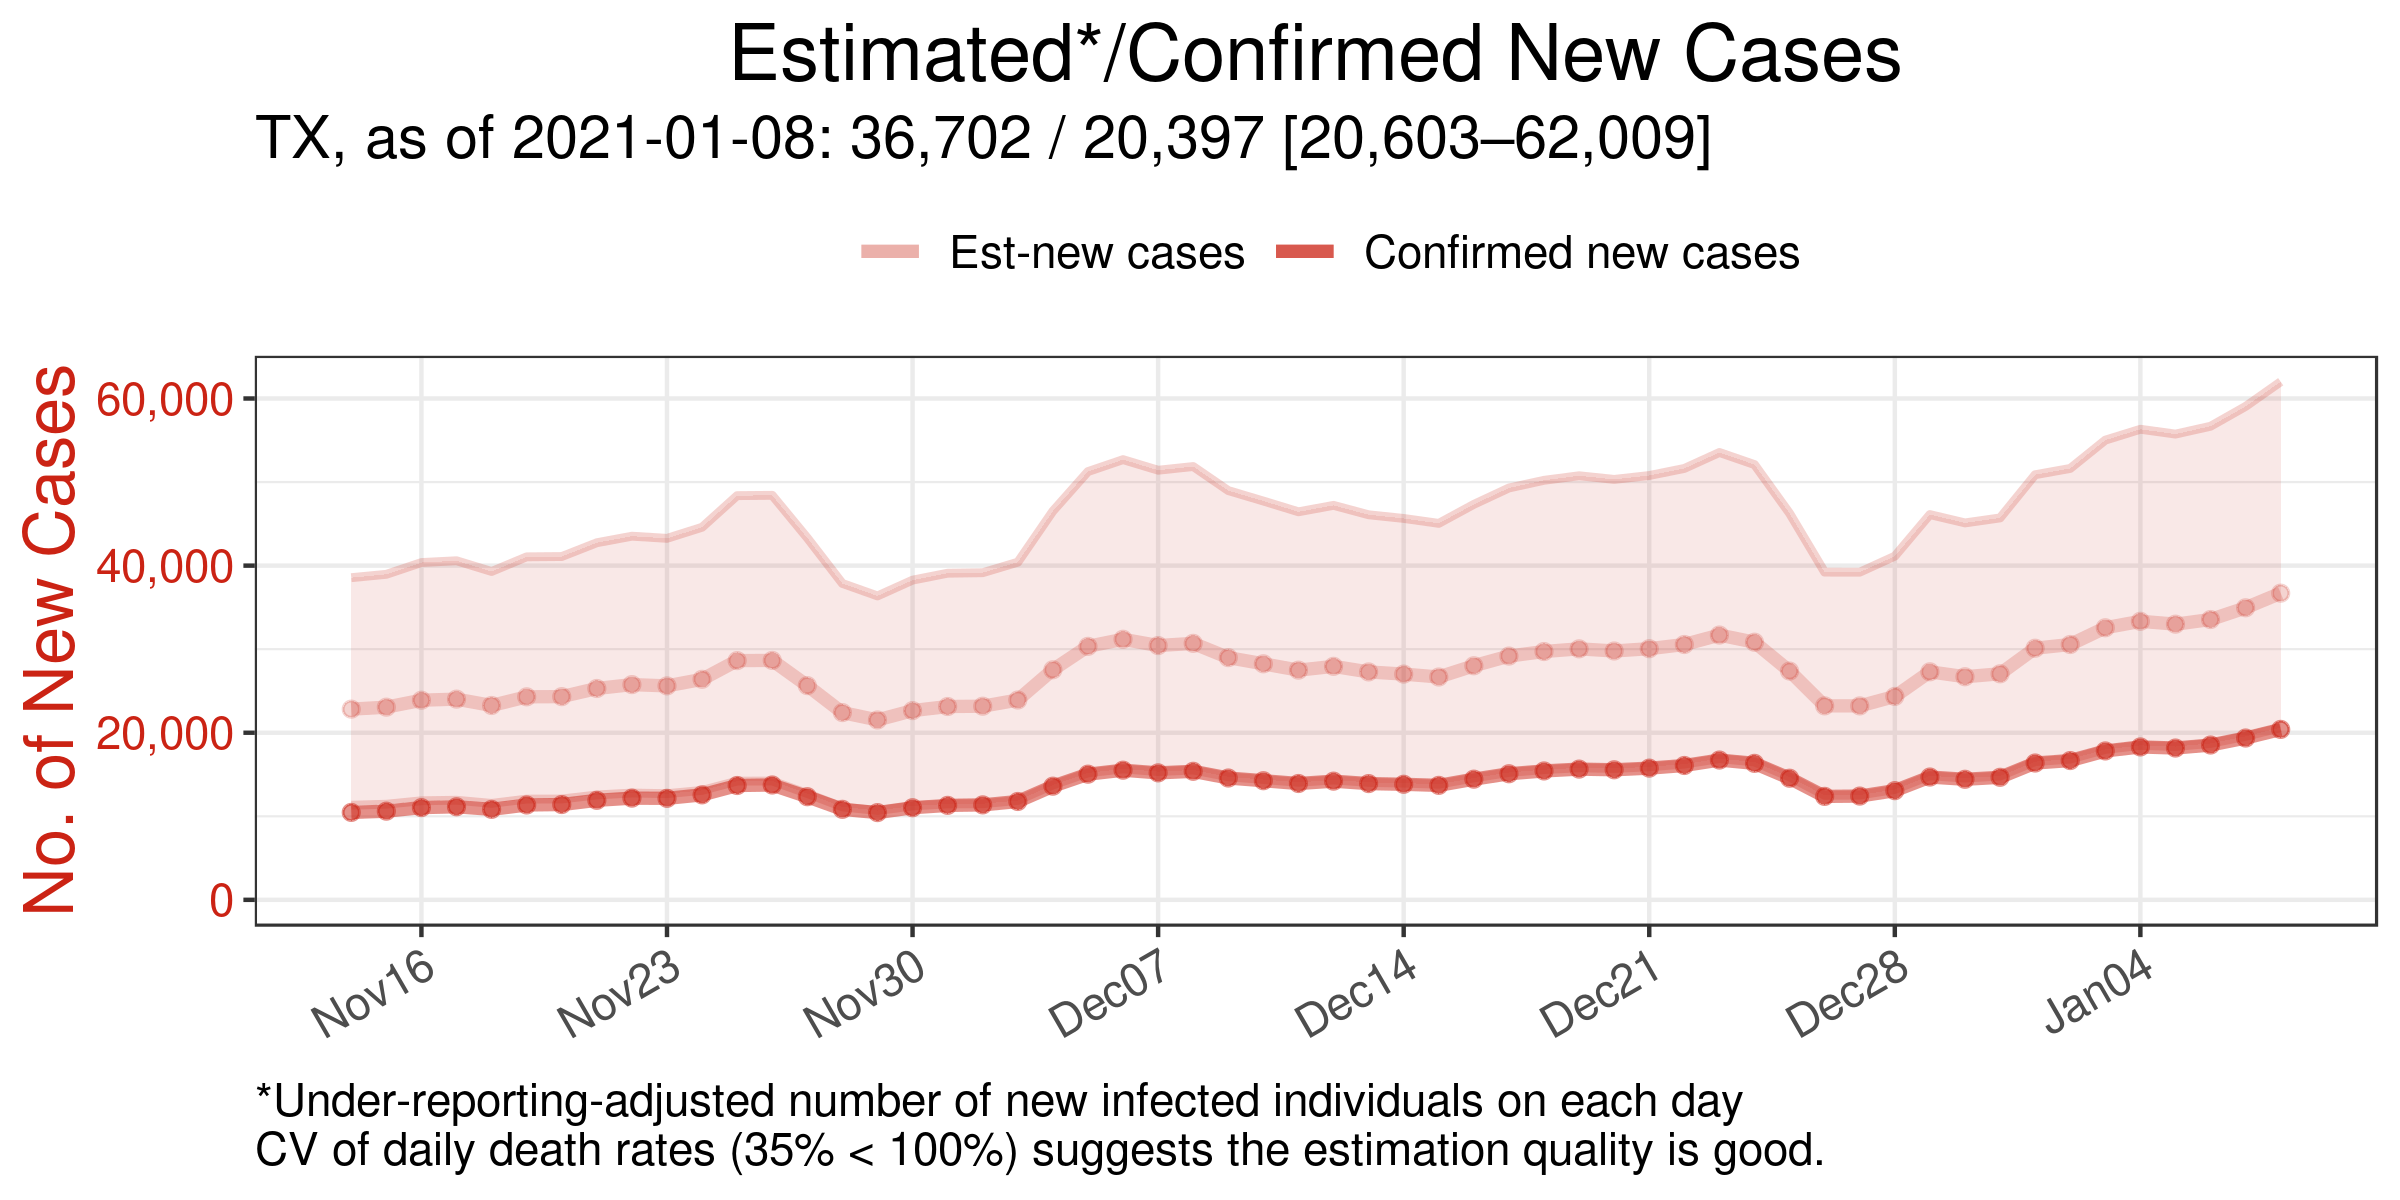 Estimated*/Confirmed New Cases
TX, as of 2021-01-08: 36,702 / 20,397 [20,603–62,009]
Est-new cases
Confirmed new cases
No. of New Cases
60,000
40,000
20,000
0
Nov16
Nov23
Nov30
Dec07
Dec14
Dec21
Dec28
Jan04
*Under-reporting-adjusted number of new infected individuals on each day
CV of daily death rates (35% < 100%) suggests the estimation quality is good.